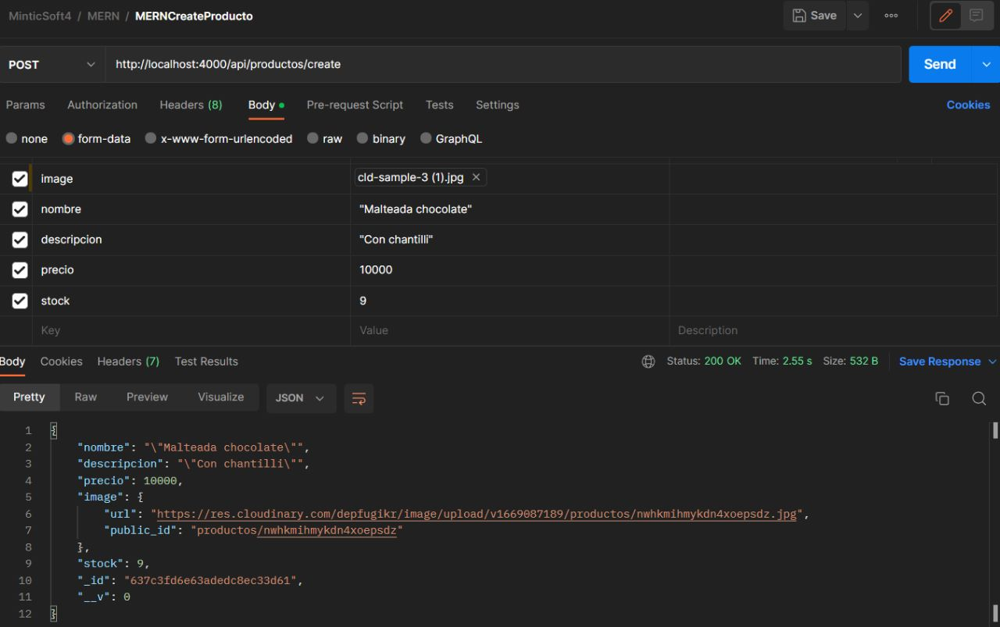 MinticSoft4 / MERN / MERNCreateProducto
Save
POST http://localhost:4000/api/productos/create Send
Params Authorization Headers (8) Body Pre-request Script Tests Settings Cookies
none form-data x-www-form-urlencoded raw binary GraphQL
image cld-sample-3 (1).jpg
nombre "Malteada chocolate"
descripcion "Con chantilli"
precio 10000
stock 9
Key Value Description
Body Cookies Headers (7) Test Results Status: 200 OK Time: 2.55 s Size: 532 B Save Response
Pretty Raw Preview Visualize JSON
1 {
2 "nombre": "\"Malteada chocolate\"",
3 "descripcion": "\"Con chantilli\"",
4 "precio": 10000,
5 "image": {
6 "url": "https://res.cloudinary.com/depfugikr/image/upload/v1669087189/productos/nwhkmihmykdn4xoepsdz.jpg",
7 "public_id": "productos/nwhkmihmykdn4xoepsdz"
8 },
9 "stock": 9,
10 "_id": "637c3fd6e63adedc8ec33d61",
11 "__v": 0
12 }